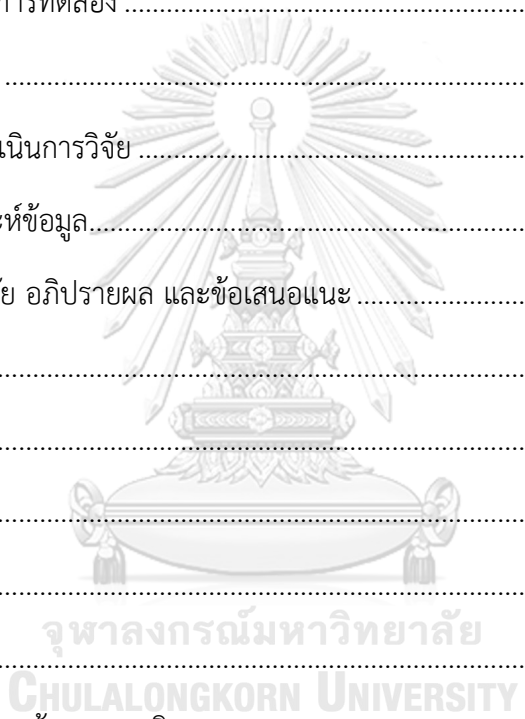 การทดลอง ........................................................
................................................................................
เนินการวิจัย ........................................................
ะห์ข้อมูล................................................................
ัย อภิปรายผล และข้อเสนอแนะ ........................
................................................................................
................................................................................
................................................................................
................................................................................
จุฬาลงกรณ์มหาวิทยาลัย
................................................................................
CHULALONGKORN UNIVERSITY